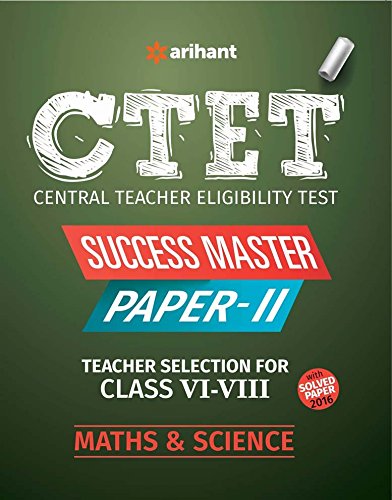 arihant
CTET
CENTRAL TEACHER ELIGIBILITY TEST
SUCCESS MASTER
PAPER-II
TEACHER SELECTION FOR
CLASS VI-VIII
with
SOLVED
PAPER
2016
MATHS & SCIENCE